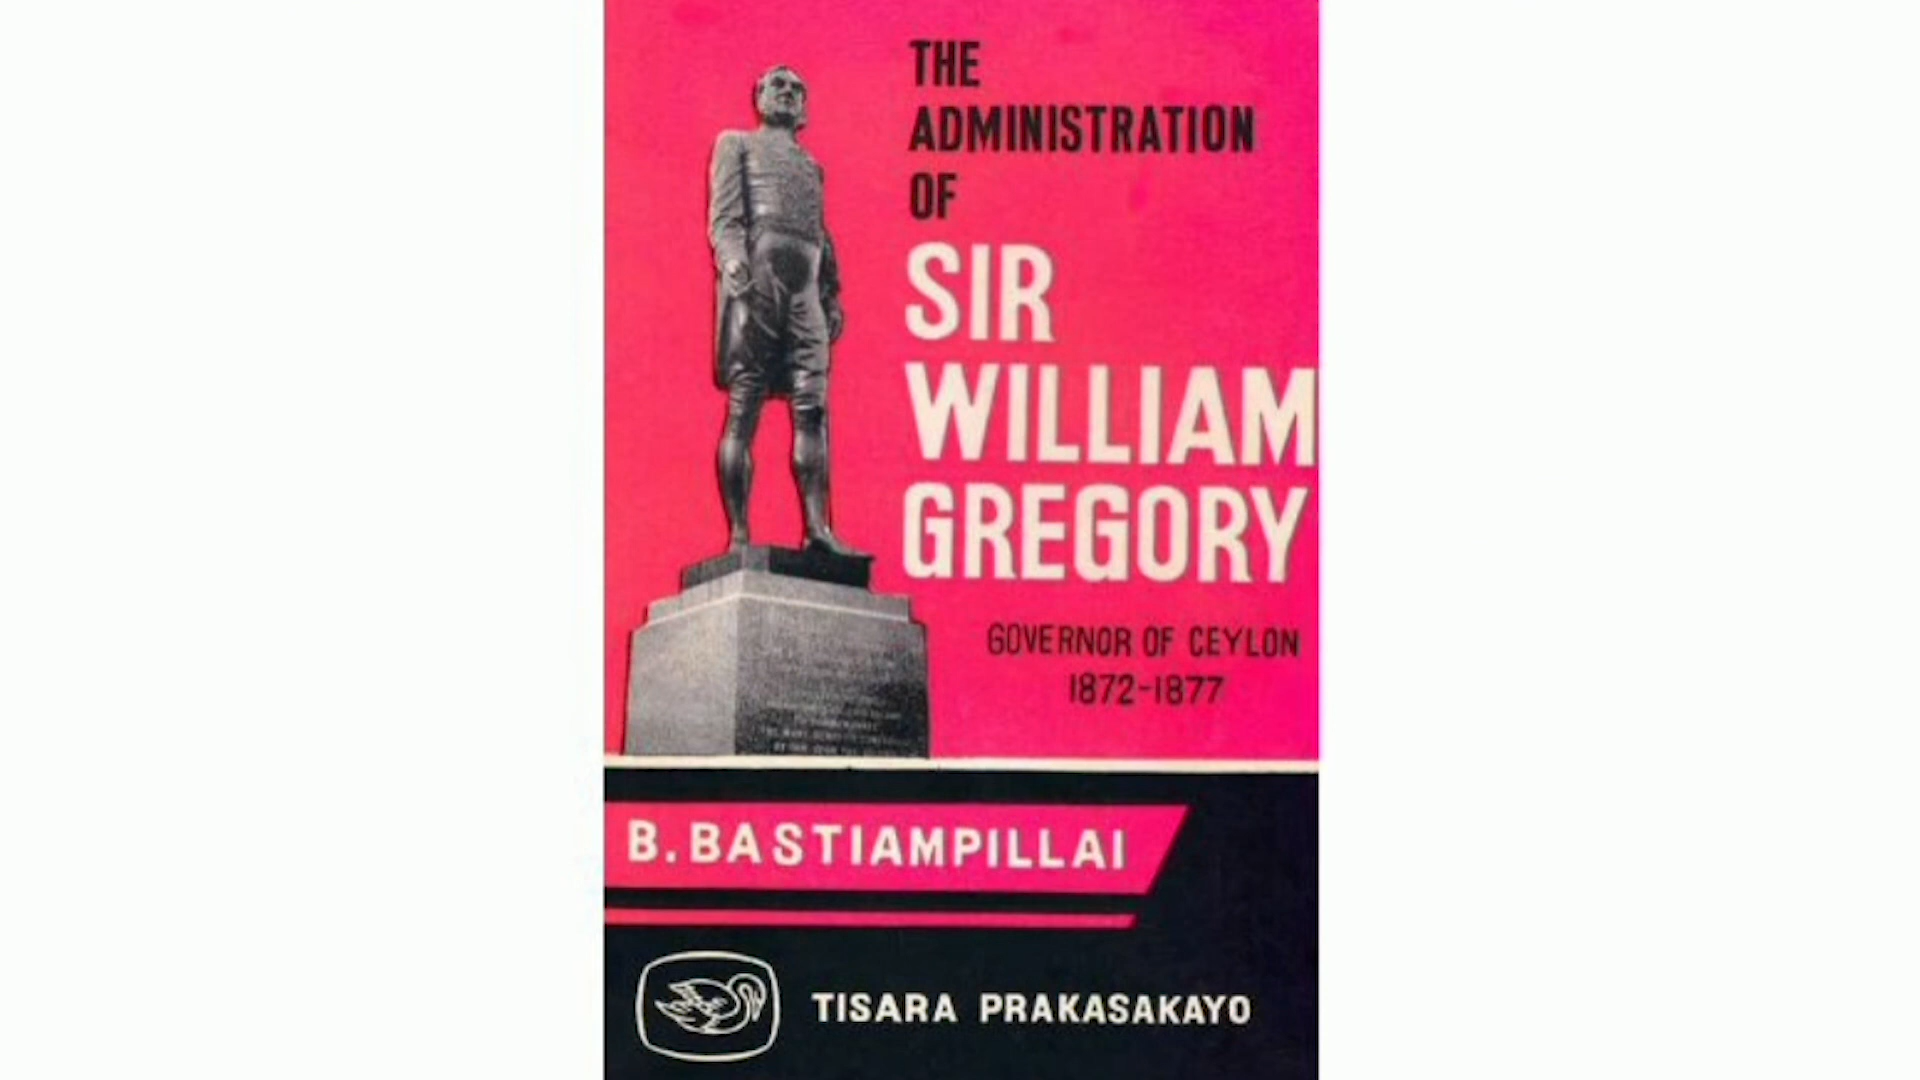 THE
ADMINISTRATION
OF
SIR
WILLIAM
GREGORY
GOVERNOR OF CEYLON
1872-1877
B. BASTIAMPILLAI
TISARA PRAKASAKAYO